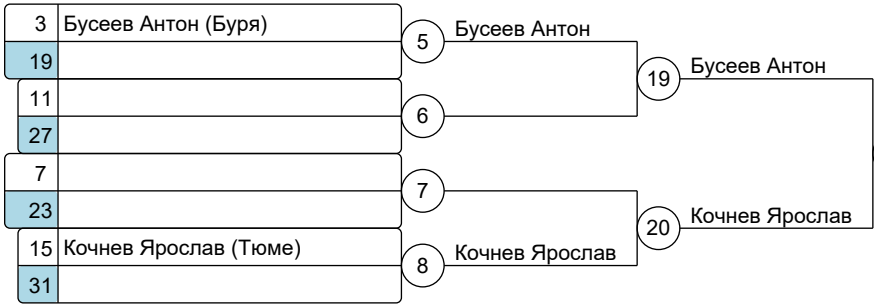 3 Бусеев Антон (Буря)
19
5 Бусеев Антон
11
27
6
19 Бусеев Антон
7
23
7
15 Кочнев Ярослав (Тюме)
31
8 Кочнев Ярослав
20 Кочнев Ярослав